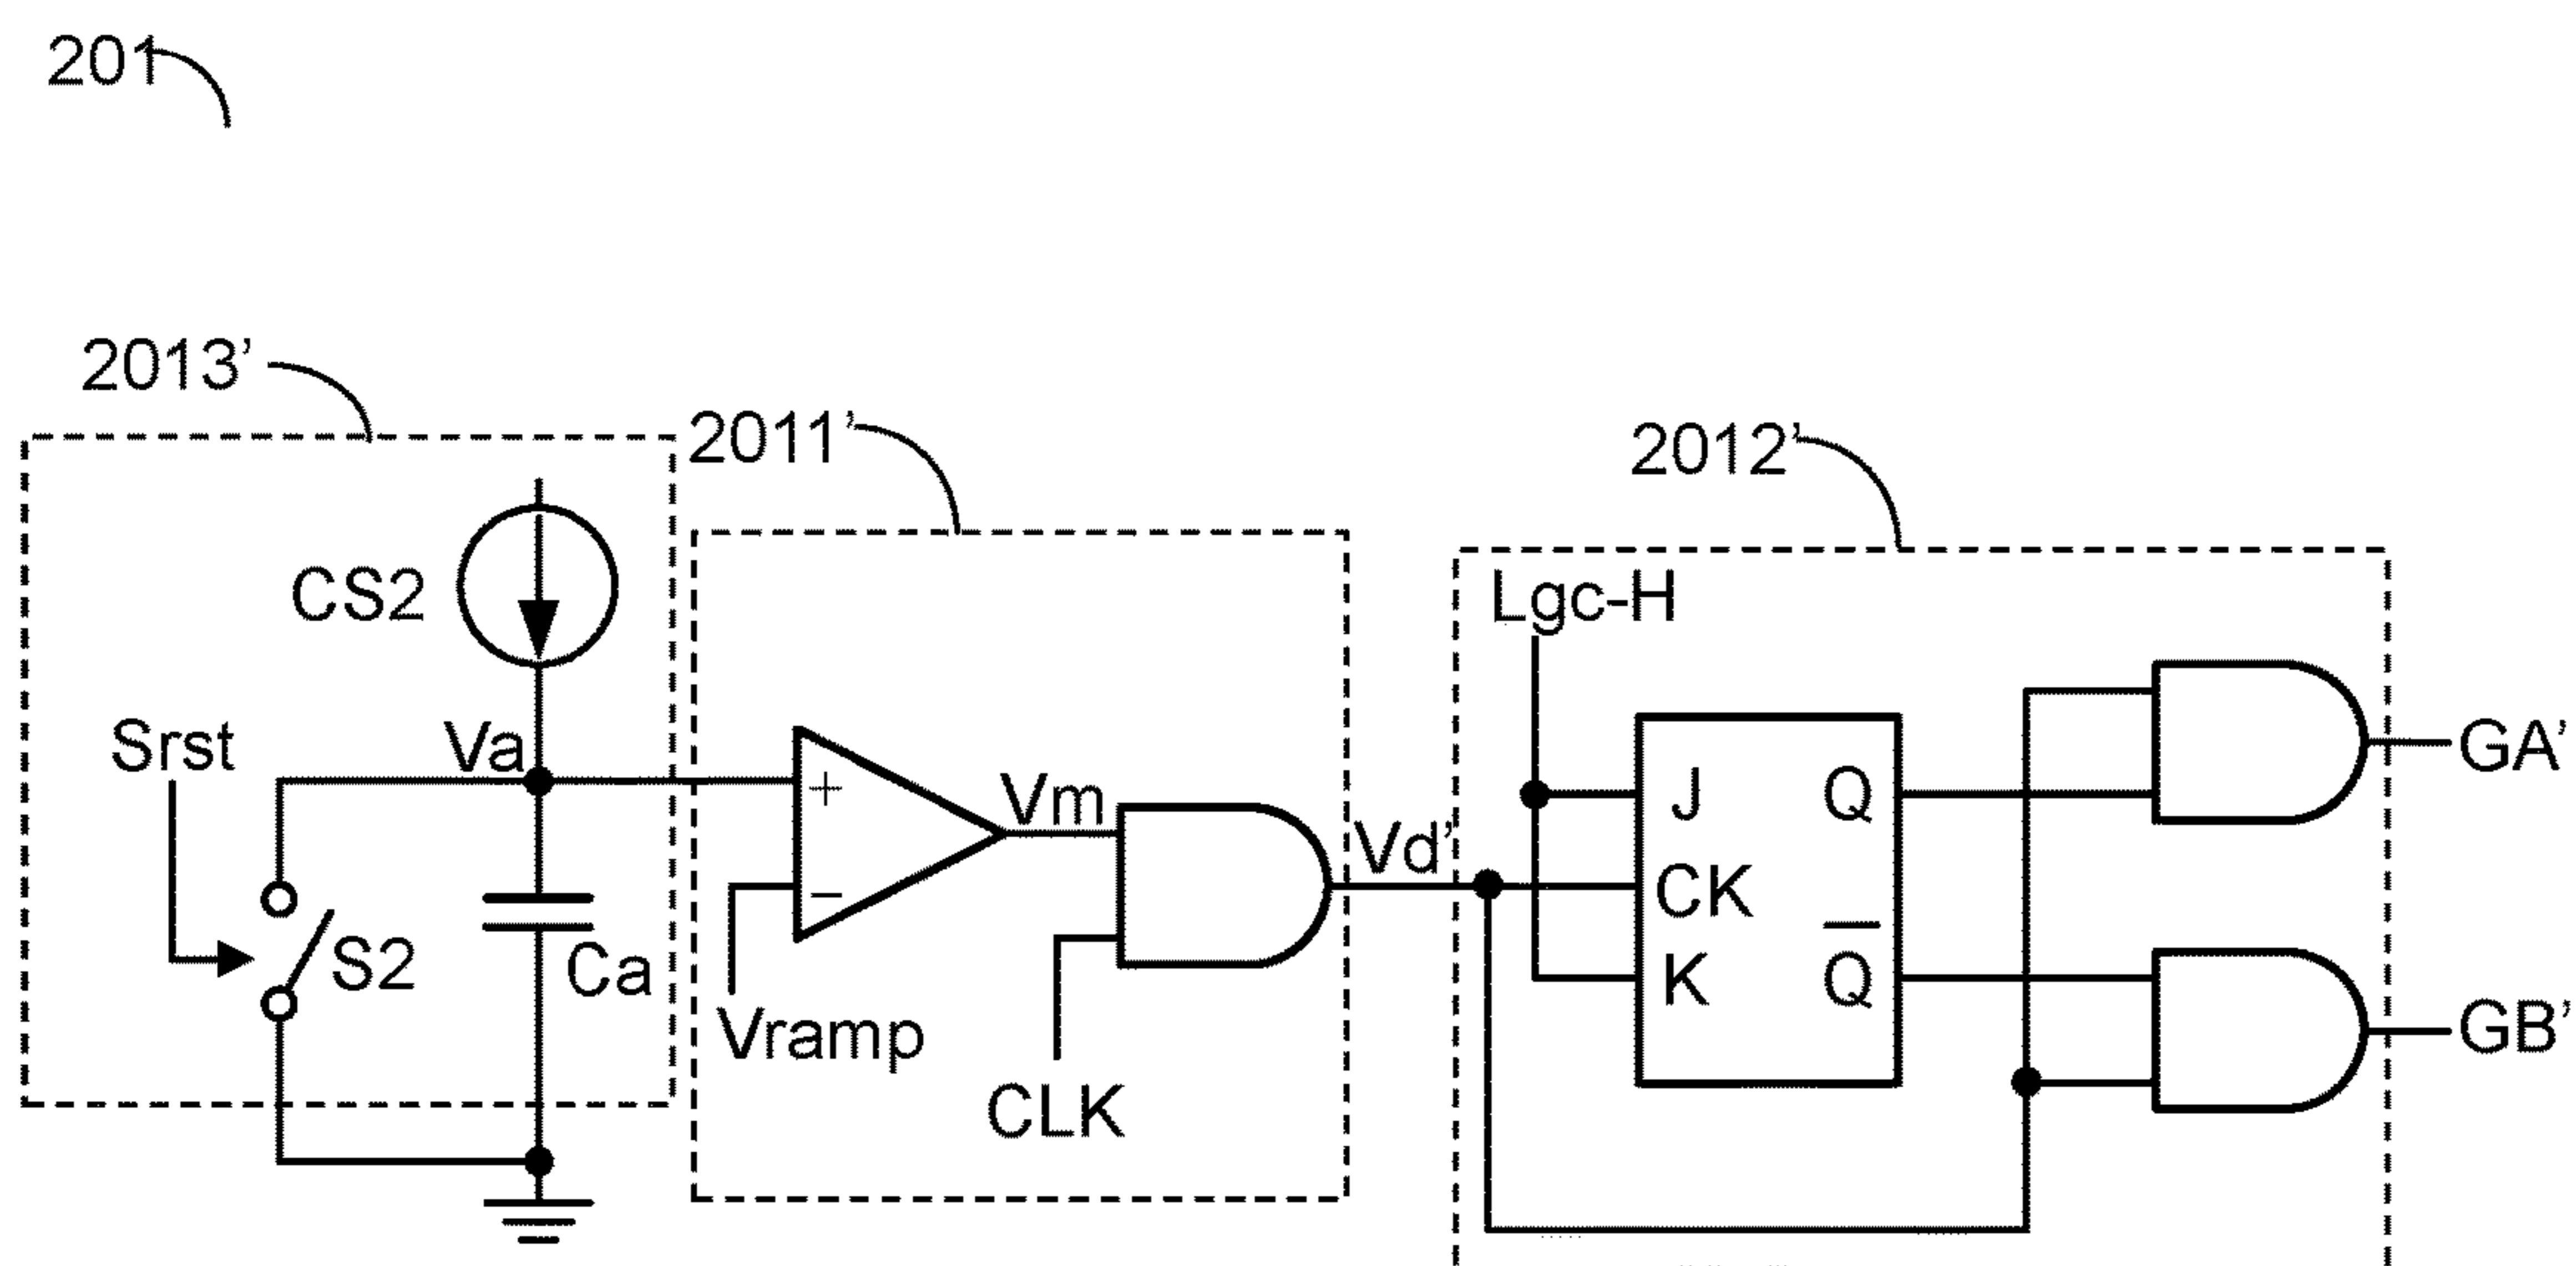 201
2013’
2011’
2012’
CS2
Lgc-H
Srst
Va
Vm
Vd’
J
Q
GA’
+
−
CK
S2
Ca
K
Q
GB’
Vramp
CLK